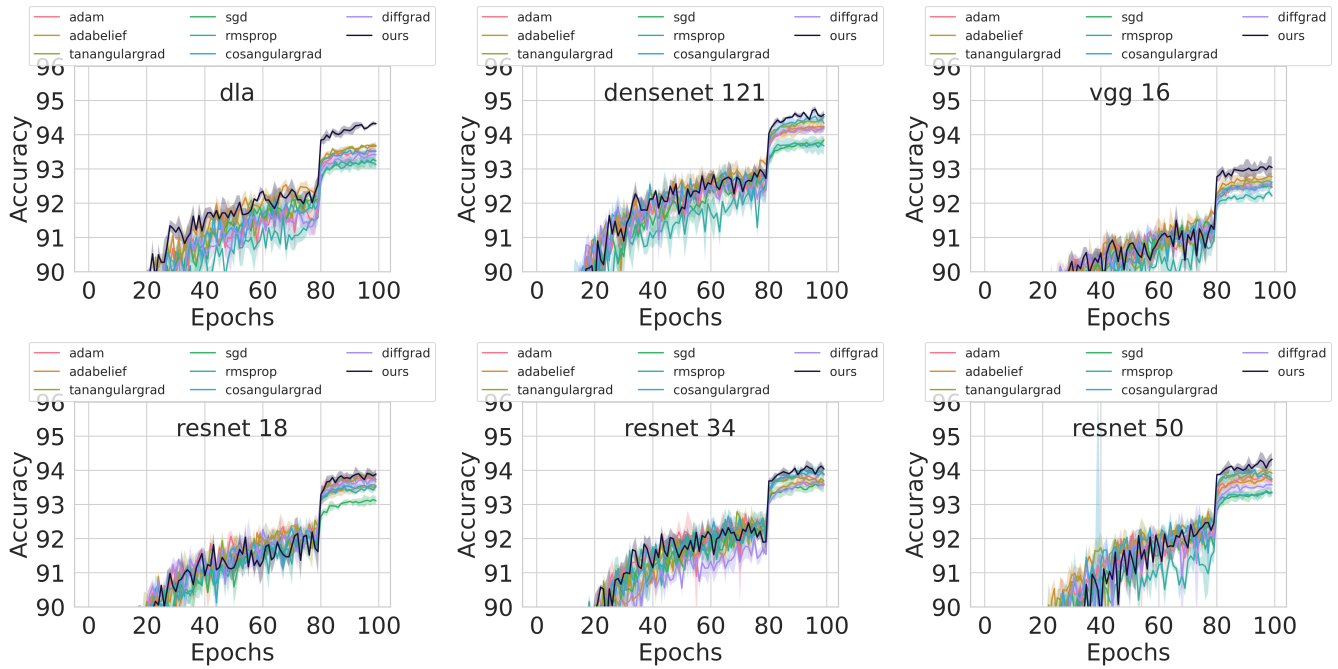 adam sgd diffgrad
adabelief rmsprop ours
tanangulargrad cosangulargrad
96
dla
95
94
93
92
91
90
Accuracy
0 20 40 60 80 100
Epochs
adam sgd diffgrad
adabelief rmsprop ours
tanangulargrad cosangulargrad
96
densenet 121
95
94
93
92
91
90
Accuracy
0 20 40 60 80 100
Epochs
adam sgd diffgrad
adabelief rmsprop ours
tanangulargrad cosangulargrad
96
vgg 16
95
94
93
92
91
90
Accuracy
0 20 40 60 80 100
Epochs
adam sgd diffgrad
adabelief rmsprop ours
tanangulargrad cosangulargrad
96
resnet 18
95
94
93
92
91
90
Accuracy
0 20 40 60 80 100
Epochs
adam sgd diffgrad
adabelief rmsprop ours
tanangulargrad cosangulargrad
96
resnet 34
95
94
93
92
91
90
Accuracy
0 20 40 60 80 100
Epochs
adam sgd diffgrad
adabelief rmsprop ours
tanangulargrad cosangulargrad
96
resnet 50
95
94
93
92
91
90
Accuracy
0 20 40 60 80 100
Epochs